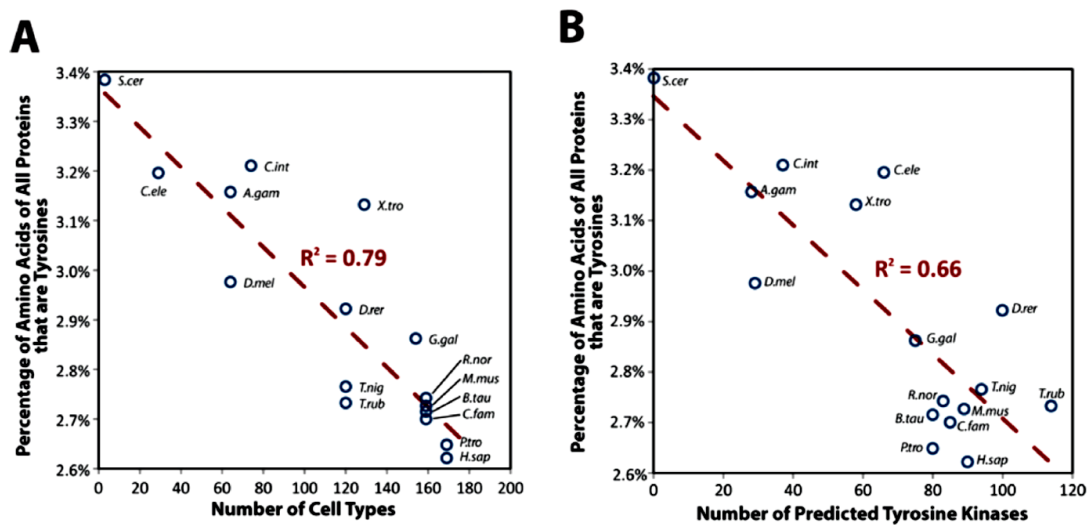 A
Percentage of Amino Acids of All Proteins
that are Tyrosines
3.4%
3.3%
3.2%
3.1%
3.0%
2.9%
2.8%
2.7%
2.6%
S.cer
C.int
C.ele
A.gam
X.tro
R² = 0.79
D.mel
D.rer
G.gal
R.nor
M.mus
T.nig
B.tau
T.rub
C.fam
P.tro
H.sap
0 20 40 60 80 100 120 140 160 180 200
Number of Cell Types
B
Percentage of Amino Acids of All Proteins
that are Tyrosines
3.4%
3.3%
3.2%
3.1%
3.0%
2.9%
2.8%
2.7%
2.6%
S.cer
C.int
C.ele
A.gam
X.tro
R² = 0.66
D.mel
D.rer
G.gal
T.nig
R.nor
T.rub
M.mus
B.tau
C.fam
P.tro
H.sap
0 20 40 60 80 100 120
Number of Predicted Tyrosine Kinases